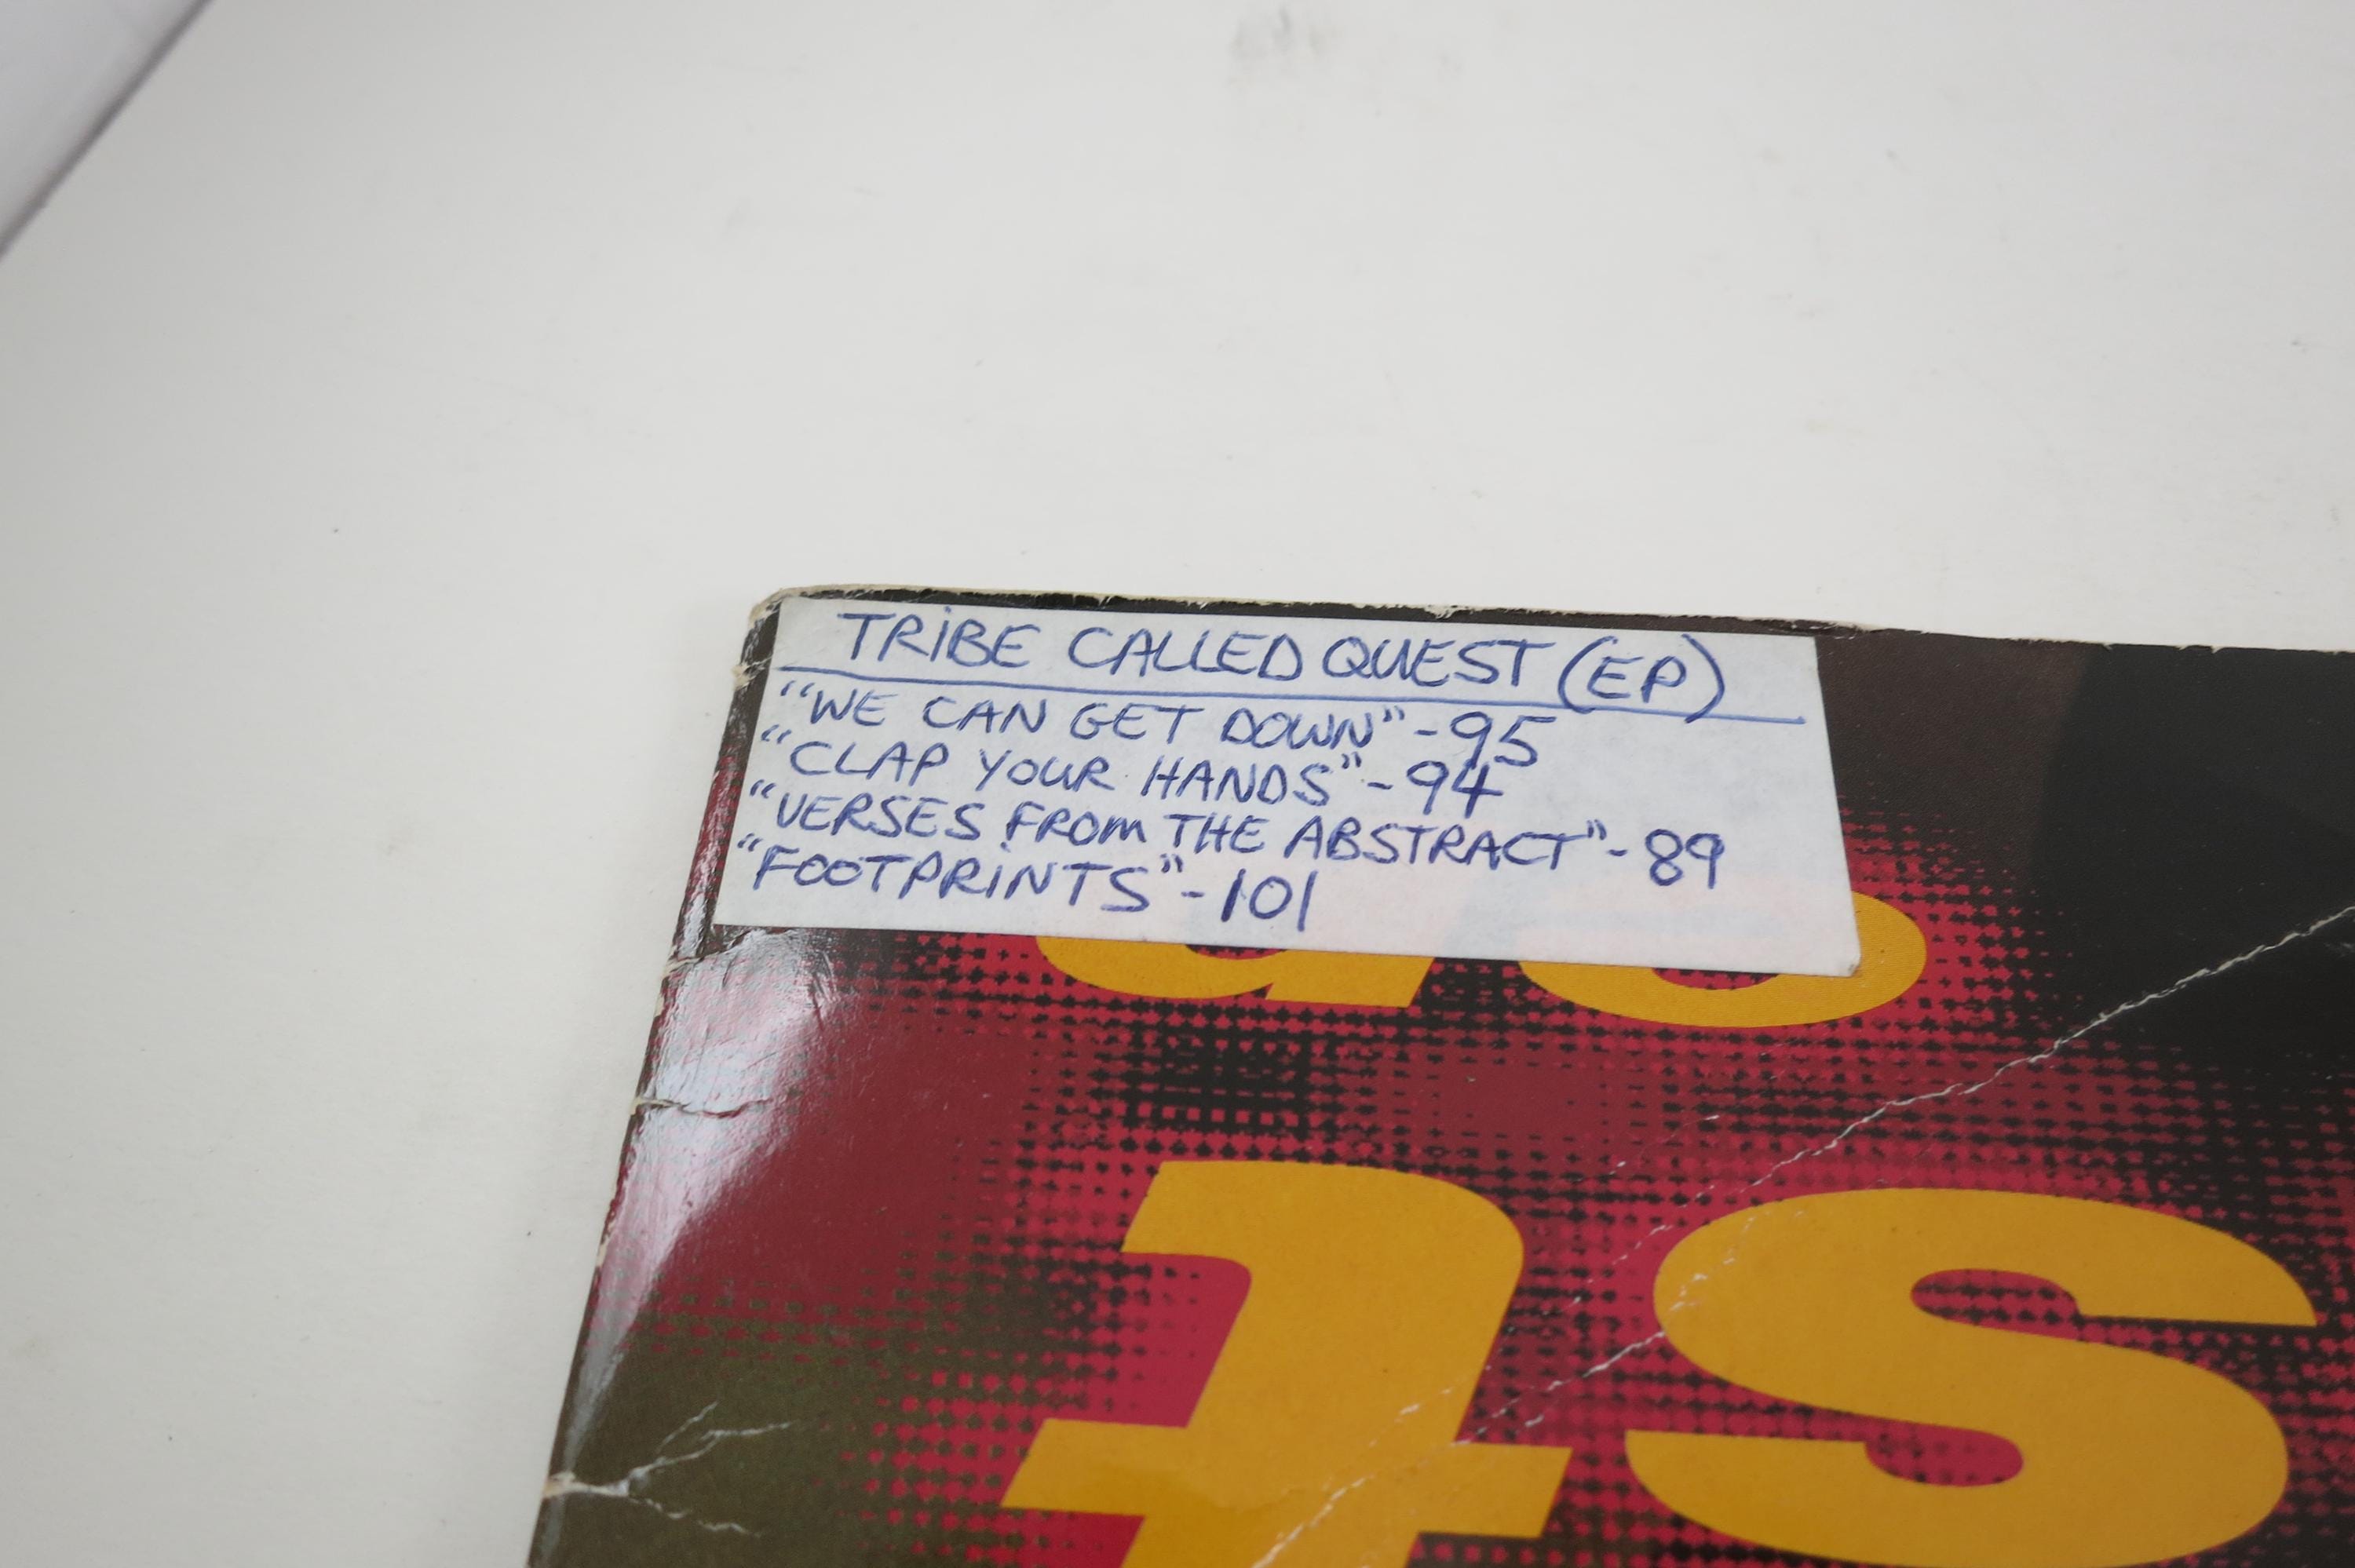 TRiBE CALLED QUEST (EP)
"WE CAN GET DOWN" - 95
"CLAP YOUR HANDS" - 94
"VERSES FROM THE ABSTRACT" - 89
"FOOTPRiNTS" - 101
ts